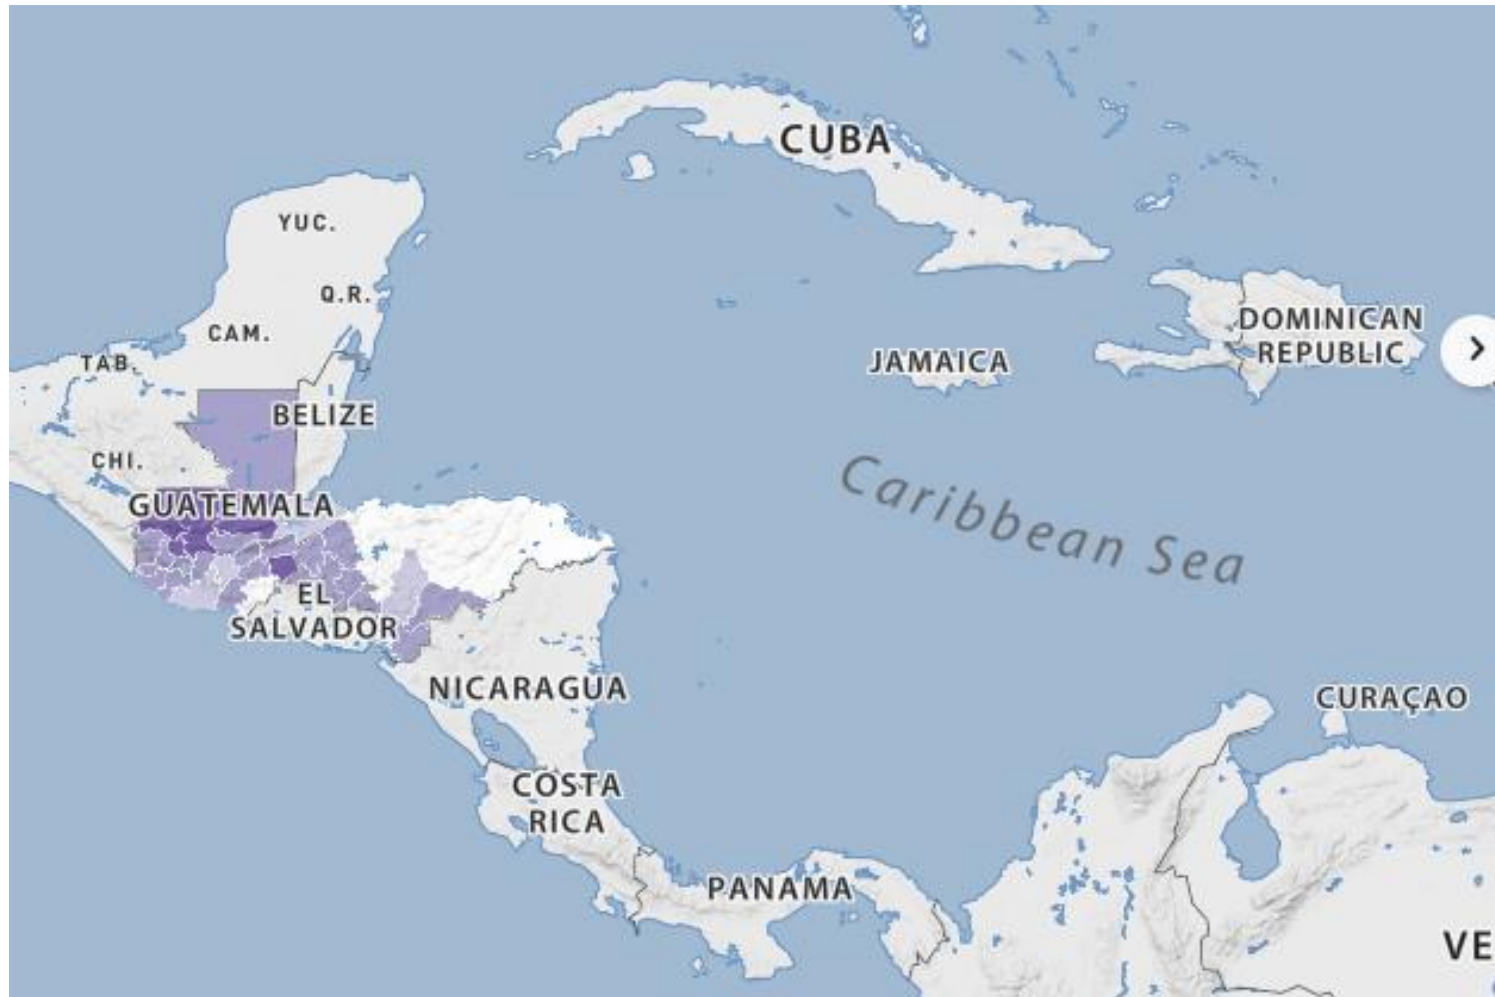 CUBA
YUC.
Q.R.
CAM.
DOMINICAN
REPUBLIC
JAMAICA
TAB.
BELIZE
CHI.
GUATEMALA
Caribbean Sea
EL
SALVADOR
NICARAGUA
CURAÇAO
COSTA
RICA
PANAMA
VE